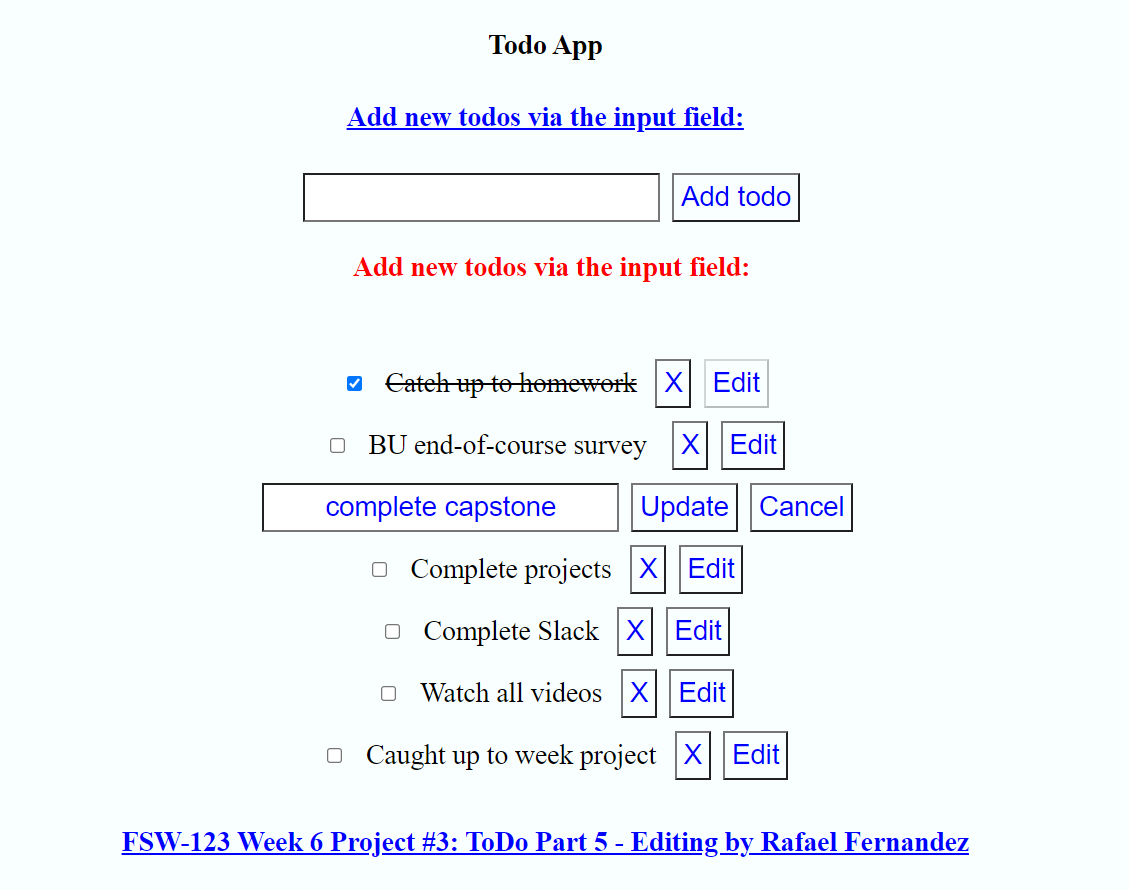 Todo App
Add new todos via the input field:
Add todo
Add new todos via the input field:
Catch up to homework X Edit
BU end-of-course survey X Edit
complete capstone Update Cancel
Complete projects X Edit
Complete Slack X Edit
Watch all videos X Edit
Caught up to week project X Edit
FSW-123 Week 6 Project #3: ToDo Part 5 - Editing by Rafael Fernandez